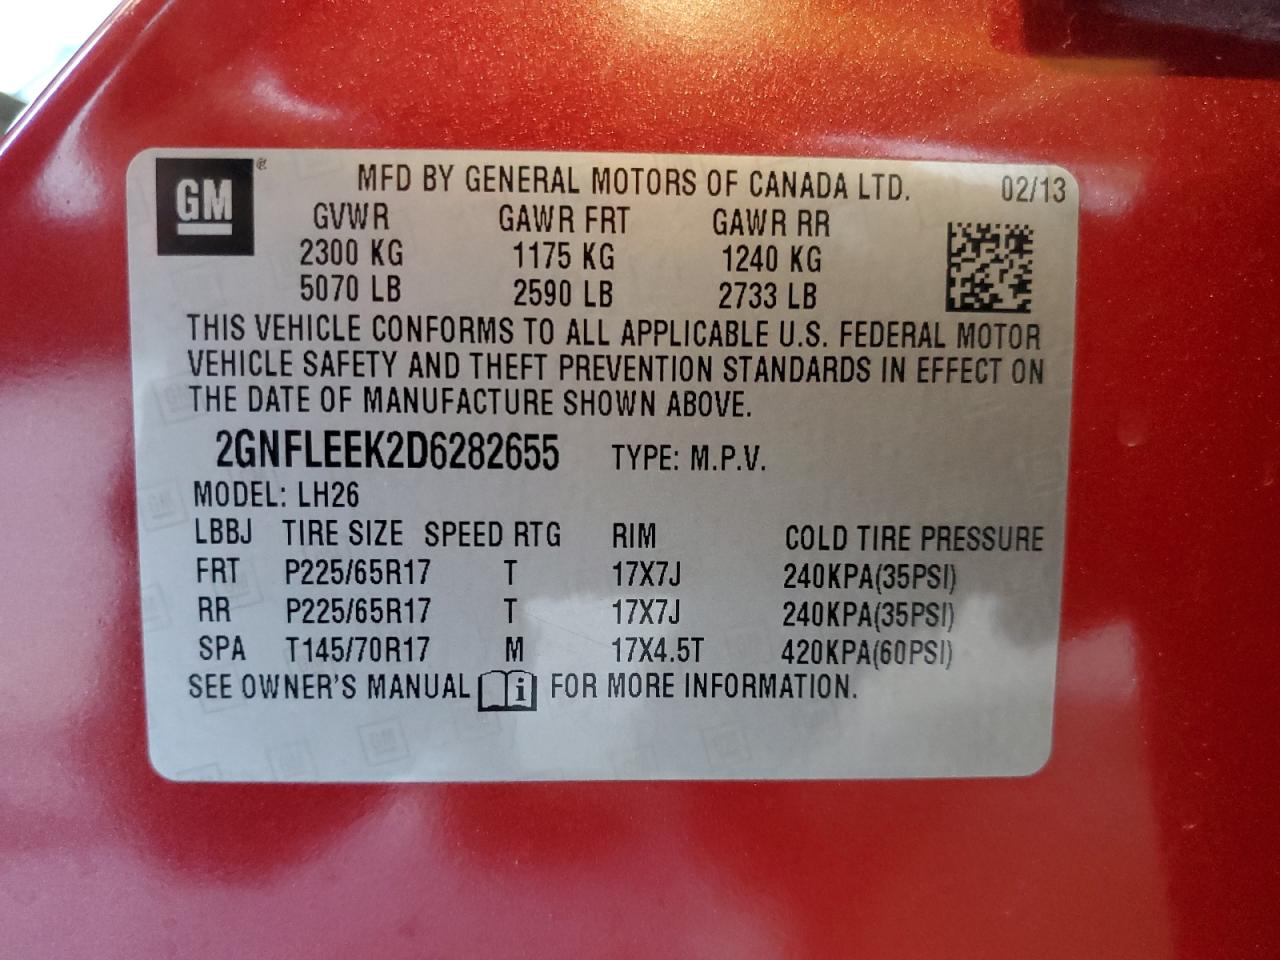 GM ® MFD BY GENERAL MOTORS OF CANADA LTD. 02/13
GVWR GAWR FRT GAWR RR
2300 KG 1175 KG 1240 KG
5070 LB 2590 LB 2733 LB
THIS VEHICLE CONFORMS TO ALL APPLICABLE U.S. FEDERAL MOTOR
VEHICLE SAFETY AND THEFT PREVENTION STANDARDS IN EFFECT ON
THE DATE OF MANUFACTURE SHOWN ABOVE.
2GNFLEEK2D6282655 TYPE: M.P.V.
MODEL: LH26
LBBJ TIRE SIZE SPEED RTG RIM COLD TIRE PRESSURE
FRT P225/65R17 T 17X7J 240KPA(35PSI)
RR P225/65R17 T 17X7J 240KPA(35PSI)
SPA T145/70R17 M 17X4.5T 420KPA(60PSI)
SEE OWNER'S MANUAL i FOR MORE INFORMATION.